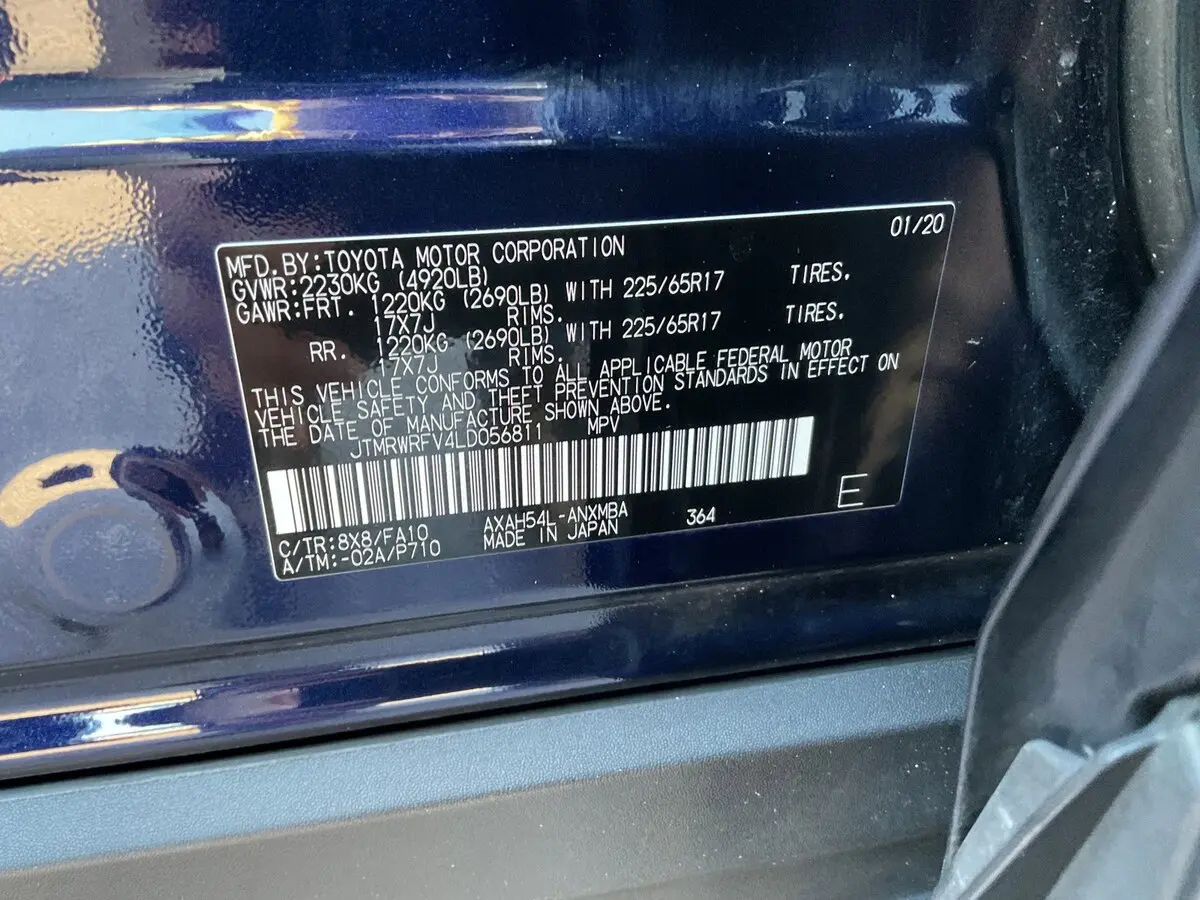 01/20
MFD.BY:TOYOTA MOTOR CORPORATION
GVWR:2230KG (4920LB)
GAWR:FRT. 1220KG (2690LB) WITH 225/65R17 TIRES.
17X7J RIMS.
RR. 1220KG (2690LB) WITH 225/65R17 TIRES.
17X7J RIMS.
THIS VEHICLE CONFORMS TO ALL APPLICABLE FEDERAL MOTOR
VEHICLE SAFETY AND THEFT PREVENTION STANDARDS IN EFFECT ON
THE DATE OF MANUFACTURE SHOWN ABOVE.
JTMRWRFV4LD056811 MPV
E
C/TR:8X8/FA10 AXAH54L-ANXMBA 364
A/TM:-02A/P710 MADE IN JAPAN